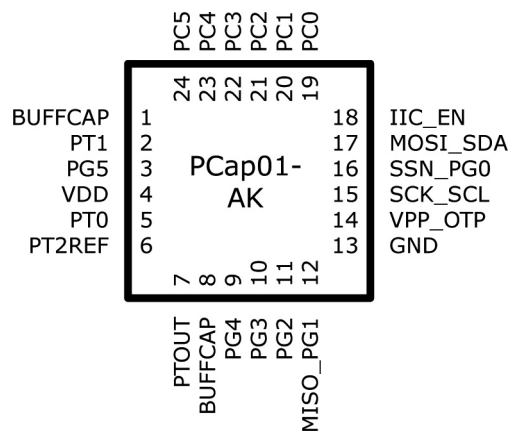 PC5 PC4 PC3 PC2 PC1 PC0
24 23 22 21 20 19
BUFFCAP 1 18 IIC_EN
PT1 2 17 MOSI_SDA
PG5 3 PCap01- 16 SSN_PG0
VDD 4 AK 15 SCK_SCL
PT0 5 14 VPP_OTP
PT2REF 6 13 GND
7 8 9 10 11 12
PTOUT BUFFCAP PG4 PG3 PG2 MISO_PG1